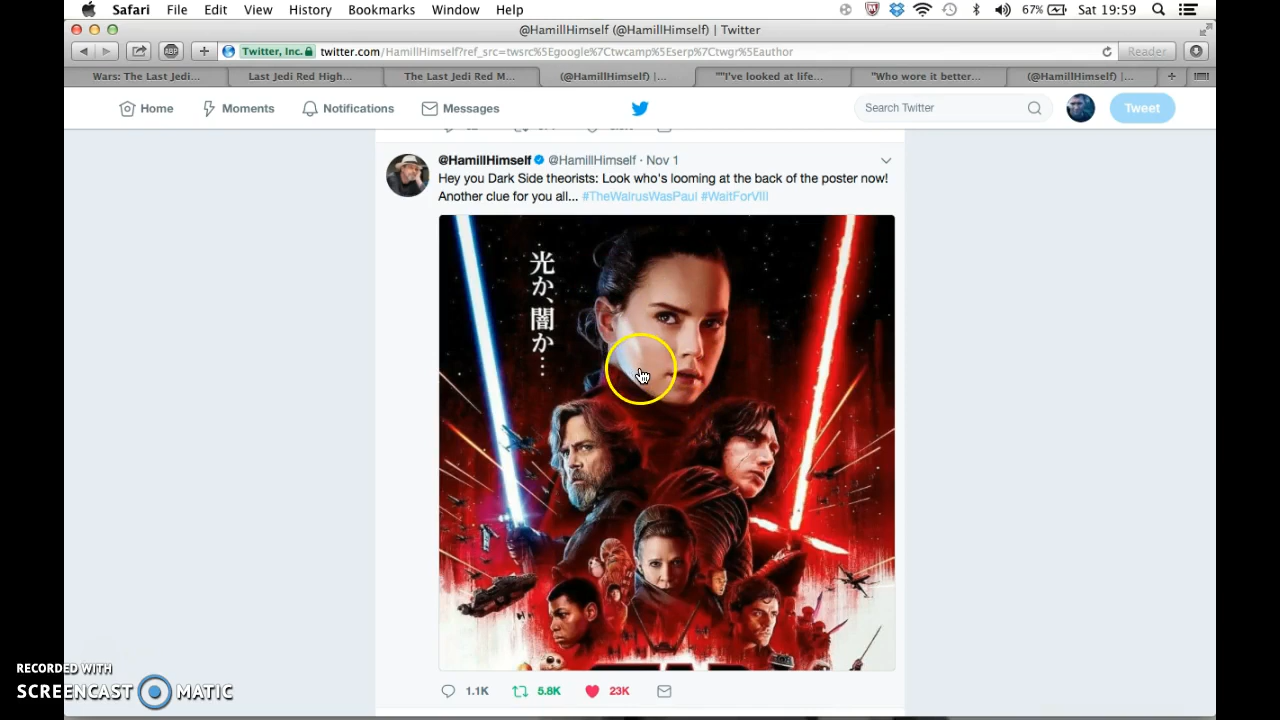 Safari File Edit View History Bookmarks Window Help 67% Sat 19:59
@HamillHimself (@HamillHimself) | Twitter
ABP + Twitter, Inc. twitter.com/HamillHimself?ref_src=twsrc%5Egoogle%7Ctwcamp%5Eserp%7Ctwgr%5Eauthor Reader
Wars: The Last Jedi... Last Jedi Red High... The Last Jedi Red M... (@HamillHimself) |... ""I've looked at life... "Who wore it better... (@HamillHimself) |... +
Home Moments Notifications Messages Search Twitter Tweet
@HamillHimself @HamillHimself · Nov 1
Hey you Dark Side theorists: Look who's looming at the back of the poster now!
Another clue for you all... #TheWalrusWasPaul #WaitForVIII
光か、闇か…
1.1K 5.8K 23K
RECORDED WITH
SCREENCAST MATIC